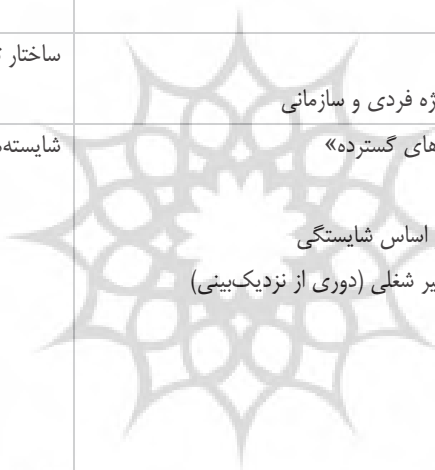 ساختار
ژه فردی و سازمانی
شایسته
های گسترده»
اساس شایستگی
یر شغلی (دوری از نزدیک‌بینی)